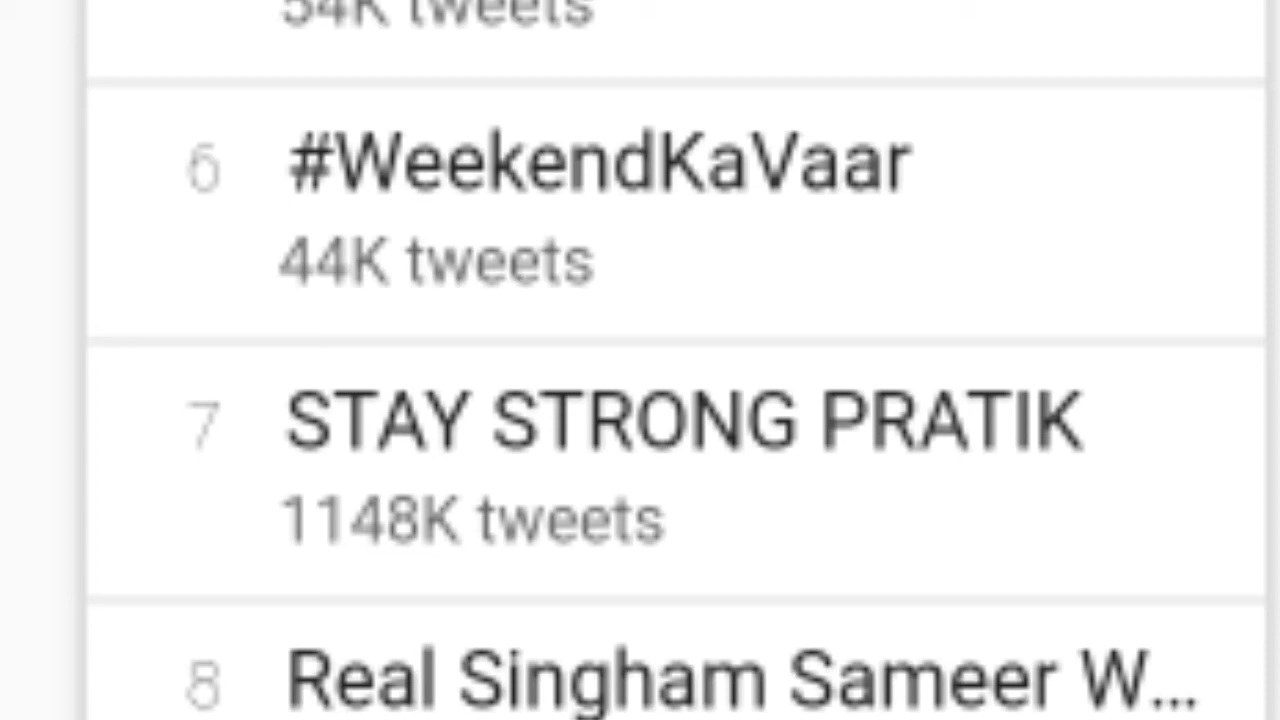 54K tweets
6 #WeekendKaVaar
44K tweets
7 STAY STRONG PRATIK
1148K tweets
8 Real Singham Sameer W...